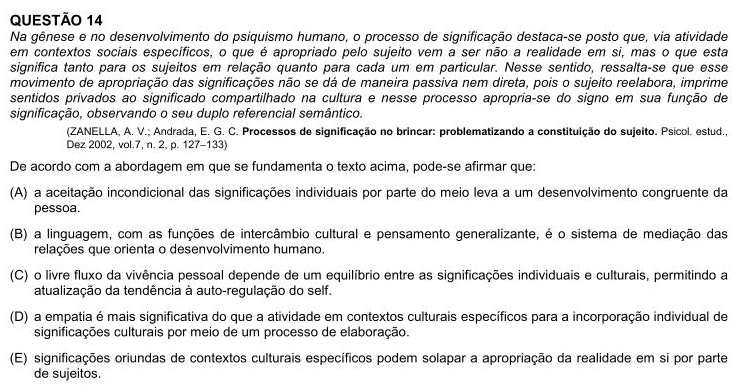 QUESTÃO 14
Na gênese e no desenvolvimento do psiquismo humano, o processo de significação destaca-se posto que, via atividade
em contextos sociais específicos, o que é apropriado pelo sujeito vem a ser não a realidade em si, mas o que esta
significa tanto para os sujeitos em relação quanto para cada um em particular. Nesse sentido, ressalta-se que esse
movimento de apropriação das significações não se dá de maneira passiva nem direta, pois o sujeito reelabora, imprime
sentidos privados ao significado compartilhado na cultura e nesse processo apropria-se do signo em sua função de
significação, observando o seu duplo referencial semântico.
(ZANELLA, A. V.; Andrada, E. G. C. Processos de significação no brincar: problematizando a constituição do sujeito. Psicol. estud.,
Dez 2002, vol.7, n. 2, p. 127–133)
De acordo com a abordagem em que se fundamenta o texto acima, pode-se afirmar que:
(A) a aceitação incondicional das significações individuais por parte do meio leva a um desenvolvimento congruente da
pessoa.
(B) a linguagem, com as funções de intercâmbio cultural e pensamento generalizante, é o sistema de mediação das
relações que orienta o desenvolvimento humano.
(C) o livre fluxo da vivência pessoal depende de um equilíbrio entre as significações individuais e culturais, permitindo a
atualização da tendência à auto-regulação do self.
(D) a empatia é mais significativa do que a atividade em contextos culturais específicos para a incorporação individual de
significações culturais por meio de um processo de elaboração.
(E) significações oriundas de contextos culturais específicos podem solapar a apropriação da realidade em si por parte
de sujeitos.